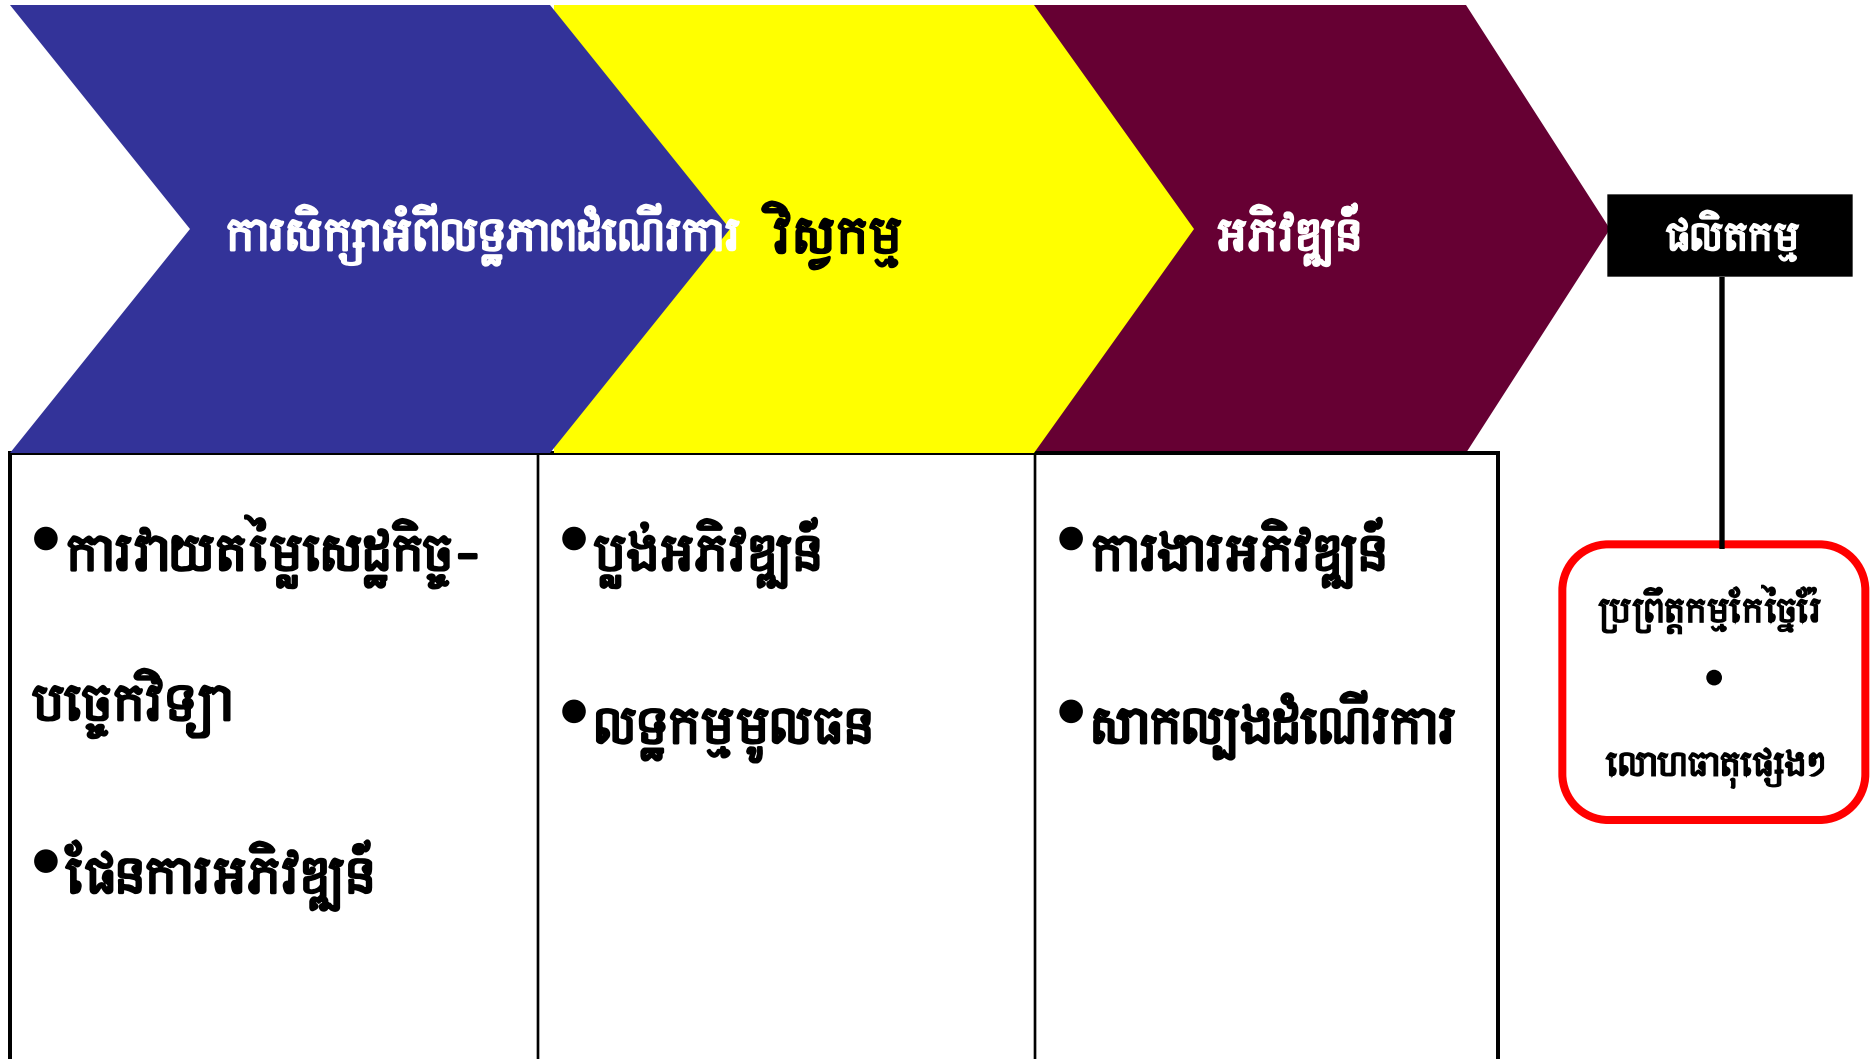 ការសិក្សាអំពីលទ្ធភាពដំណើរការ
វិស្វកម្ម
អភិវឌ្ឍន៍
ផលិតកម្ម
•ការវាយតម្លៃសេដ្ឋកិច្ច-
បច្ចេកវិទ្យា
•ផែនការអភិវឌ្ឍន៍
•ប្លង់អភិវឌ្ឍន៍
•លទ្ធកម្មមូលធន
•ការងារអភិវឌ្ឍន៍
•សាកល្បងដំណើរការ
ប្រព្រឹត្តកម្មកែច្នៃរ៉ែ
•
លោហធាតុផ្សេងៗ